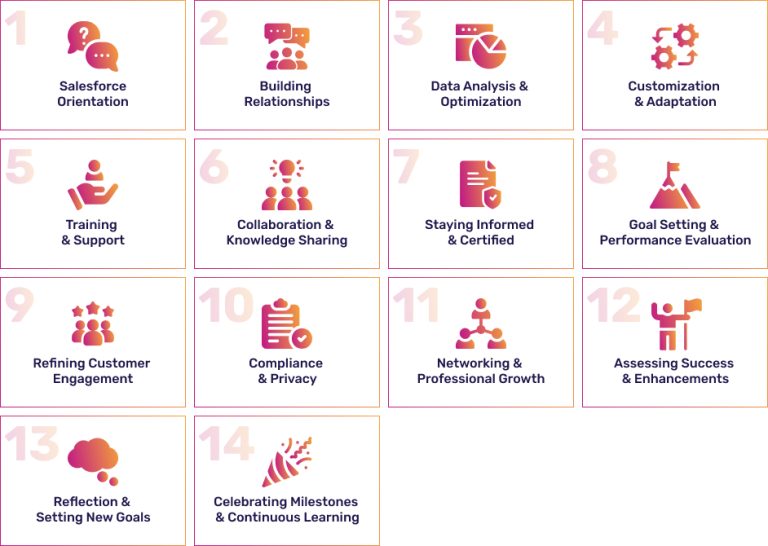 1
Salesforce
Orientation
2
Building
Relationships
3
Data Analysis &
Optimization
4
Customization
& Adaptation
5
Training
& Support
6
Collaboration &
Knowledge Sharing
7
Staying Informed
& Certified
8
Goal Setting &
Performance Evaluation
9
Refining Customer
Engagement
10
Compliance
& Privacy
11
Networking &
Professional Growth
12
Assessing Success
& Enhancements
13
Reflection &
Setting New Goals
14
Celebrating Milestones
& Continuous Learning